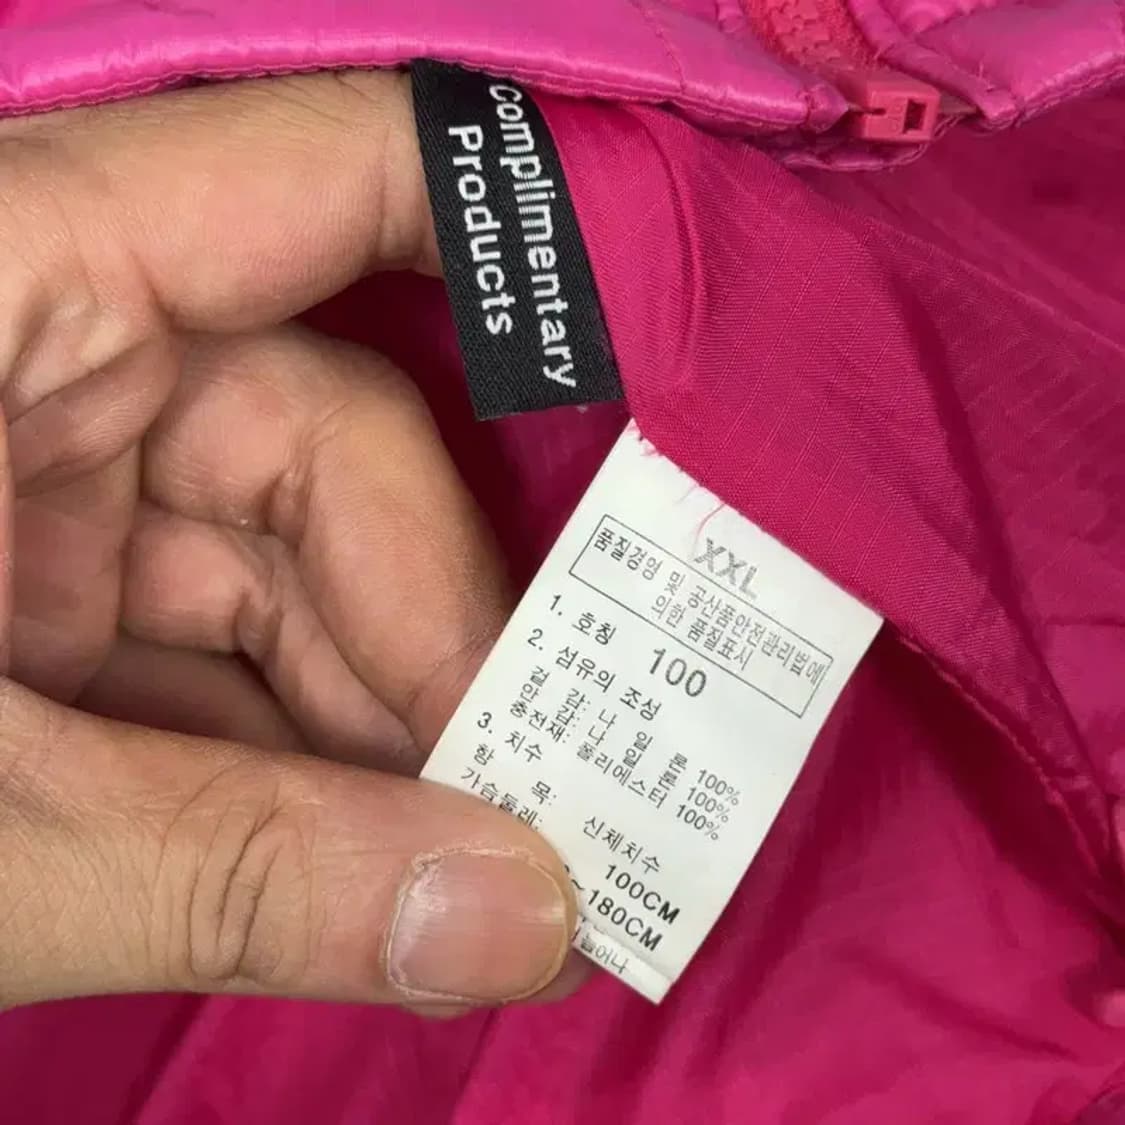 Complimentary
Products
XXL
품질경영 및 공산품안전관리법에
의한 품질표시
1. 호칭 100
2. 섬유의 조성
겉 감: 나 일 론 100%
안 감: 나 일 론 100%
충전재: 폴리에스터 100%
3. 치수
항 목: 신체치수
가슴둘레: 100CM
~180CM
늘어나